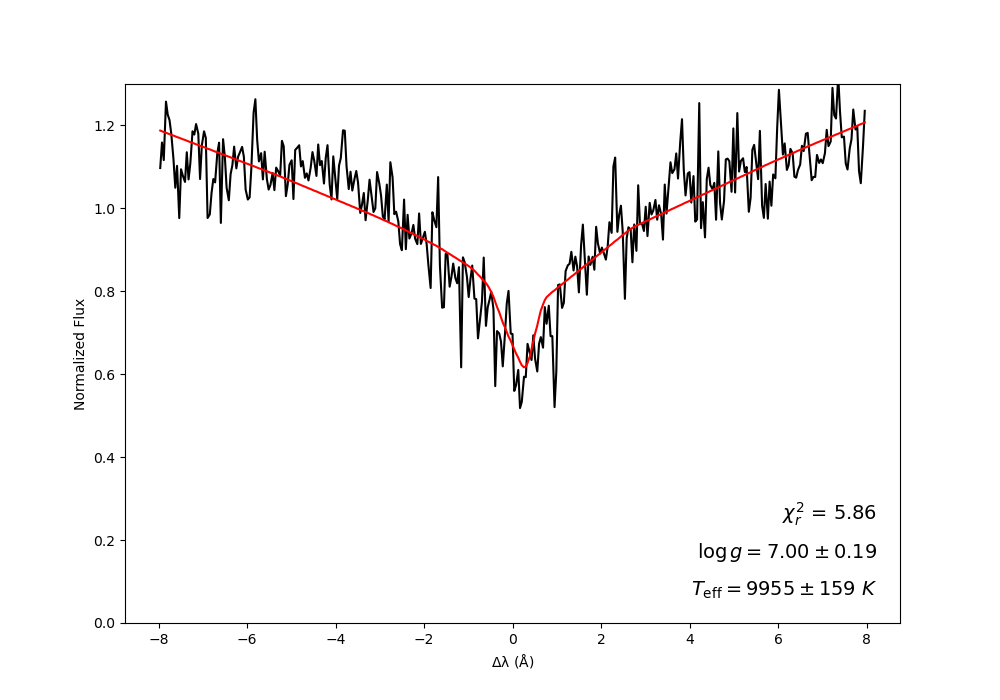 1.2
1.0
0.8
0.6
0.4
0.2
0.0
Normalized Flux
χ²ᵣ = 5.86
log g = 7.00 ± 0.19
T_eff = 9955 ± 159 K
−8 −6 −4 −2 0 2 4 6 8
Δλ (Å)